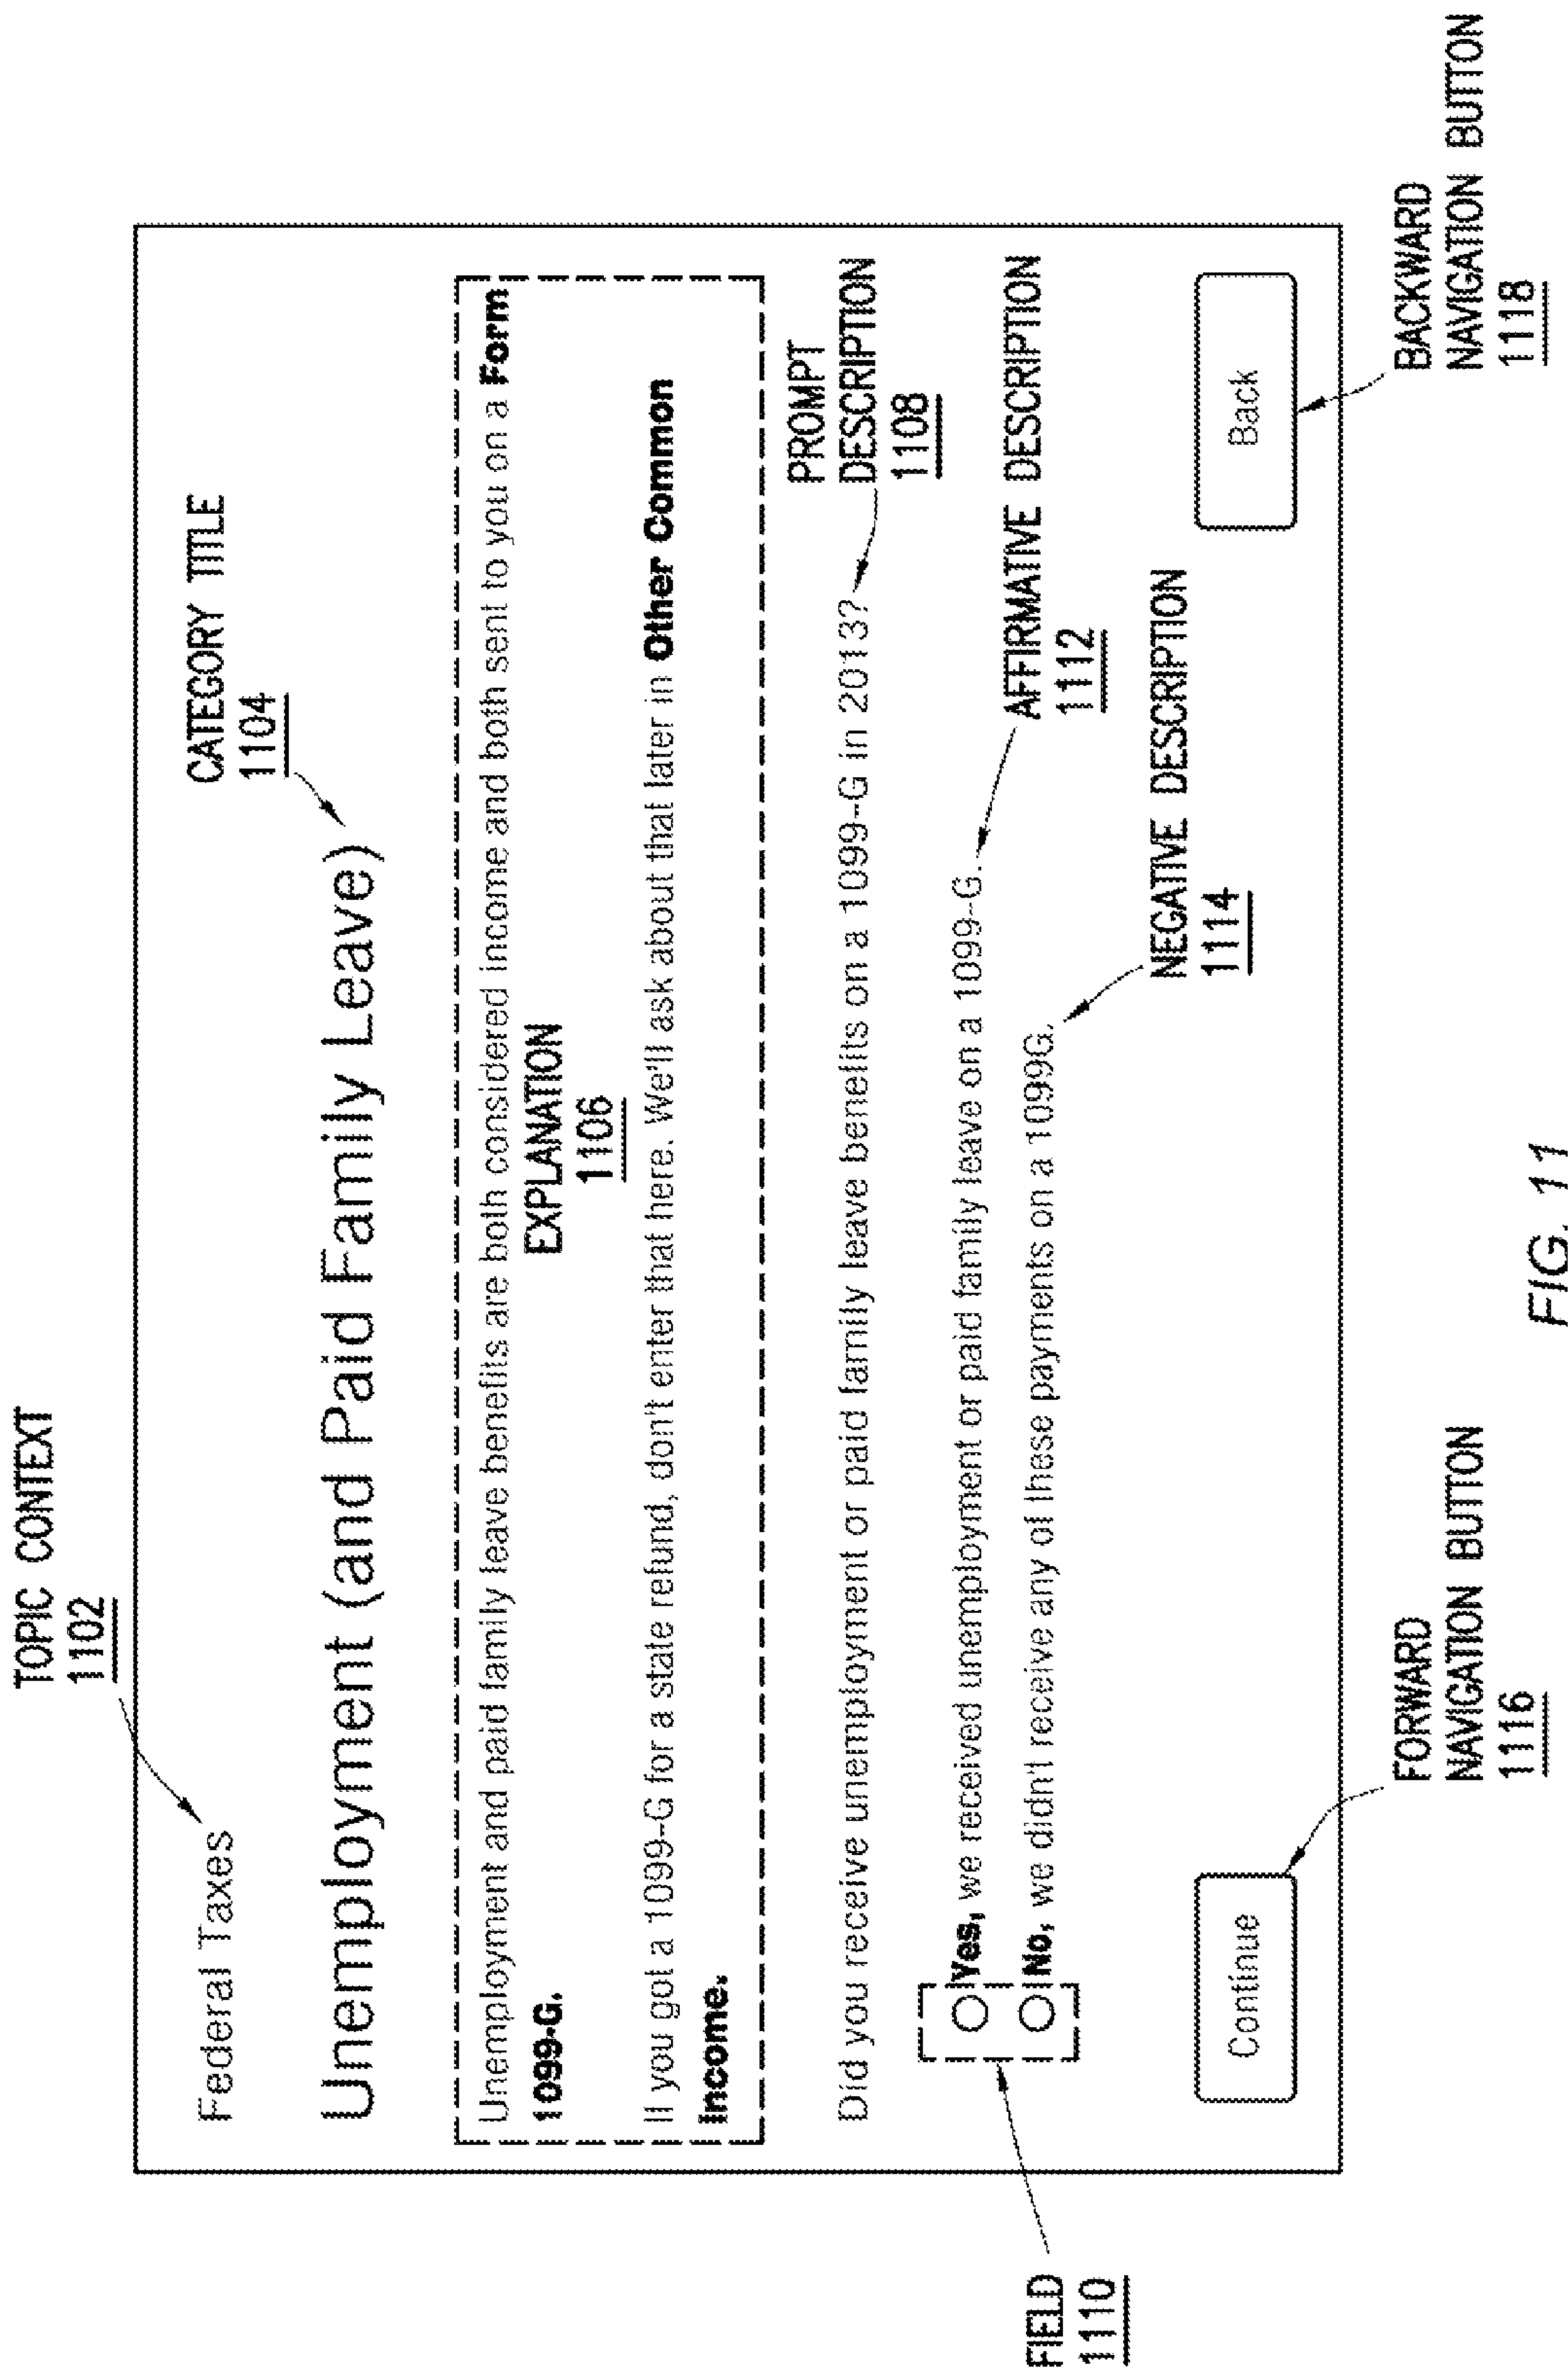 TOPIC CONTEXT
1102
Federal Taxes
CATEGORY TITLE
1104
Unemployment (and Paid Family Leave)
Unemployment and paid family leave benefits are both considered income and both sent to you on a Form
1099-G.
EXPLANATION
1106
If you got a 1099-G for a state refund, don't enter that here. We'll ask about that later in Other Common
Income.
PROMPT
DESCRIPTION
1108
Did you receive unemployment or paid family leave benefits on a 1099-G in 2013?
FIELD
1110
Yes, we received unemployment or paid family leave on a 1099-G.
AFFIRMATIVE DESCRIPTION
1112
No, we didn't receive any of these payments on a 1099G.
NEGATIVE DESCRIPTION
1114
Continue
Back
FORWARD
NAVIGATION BUTTON
1116
BACKWARD
NAVIGATION BUTTON
1118
FIG. 11